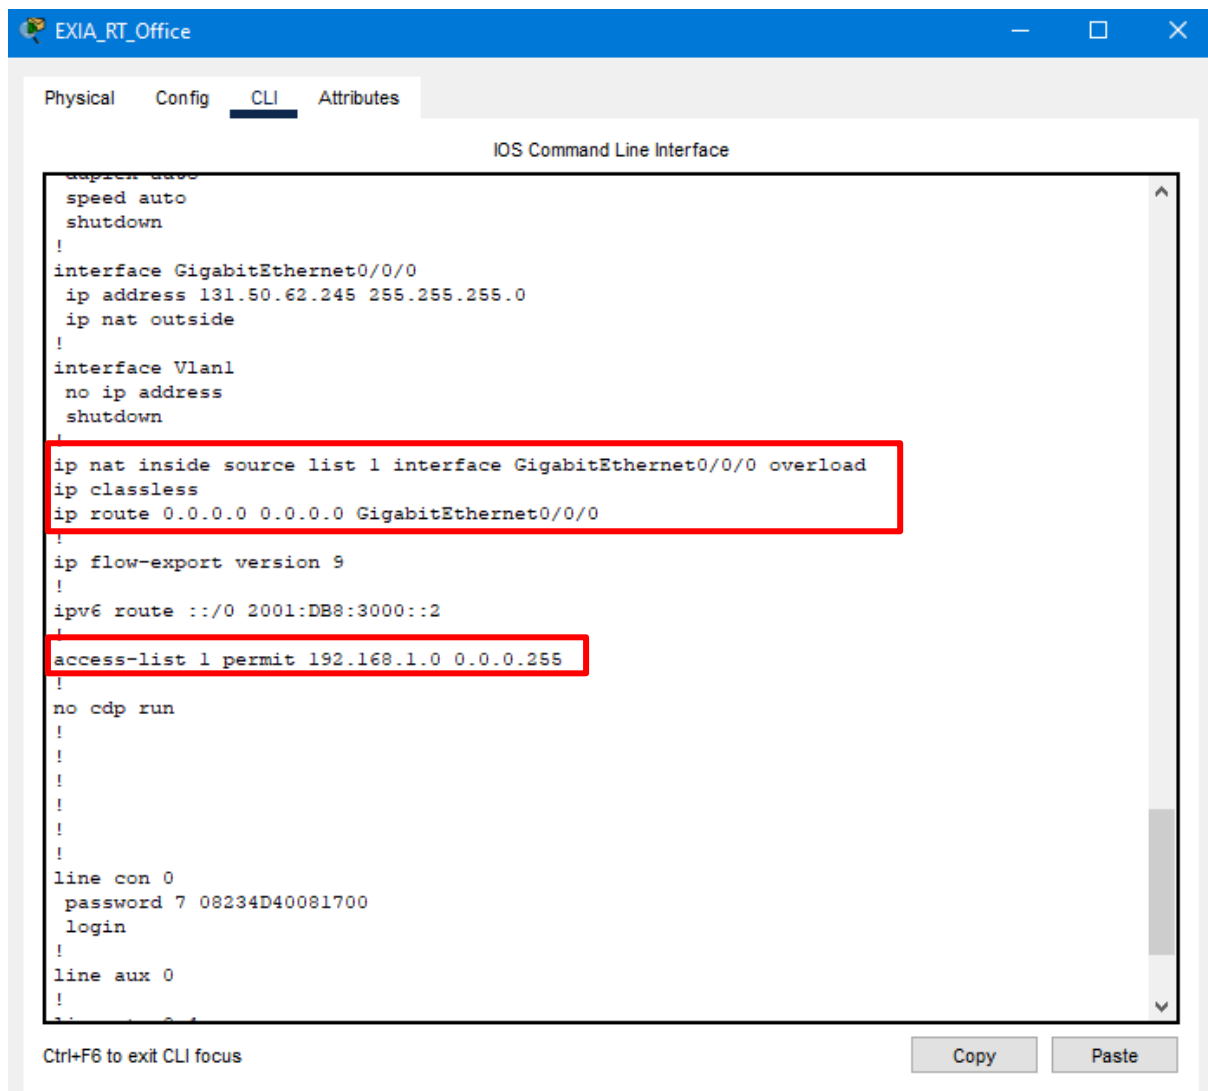 EXIA_RT_Office
Physical Config CLI Attributes
IOS Command Line Interface
duplex auto
speed auto
shutdown
!
interface GigabitEthernet0/0/0
ip address 131.50.62.245 255.255.255.0
ip nat outside
!
interface Vlan1
no ip address
shutdown
!
ip nat inside source list 1 interface GigabitEthernet0/0/0 overload
ip classless
ip route 0.0.0.0 0.0.0.0 GigabitEthernet0/0/0
!
ip flow-export version 9
!
ipv6 route ::/0 2001:DB8:3000::2
!
access-list 1 permit 192.168.1.0 0.0.0.255
!
no cdp run
!
!
!
!
!
!
line con 0
password 7 08234D40081700
login
!
line aux 0
!
Ctrl+F6 to exit CLI focus
Copy Paste